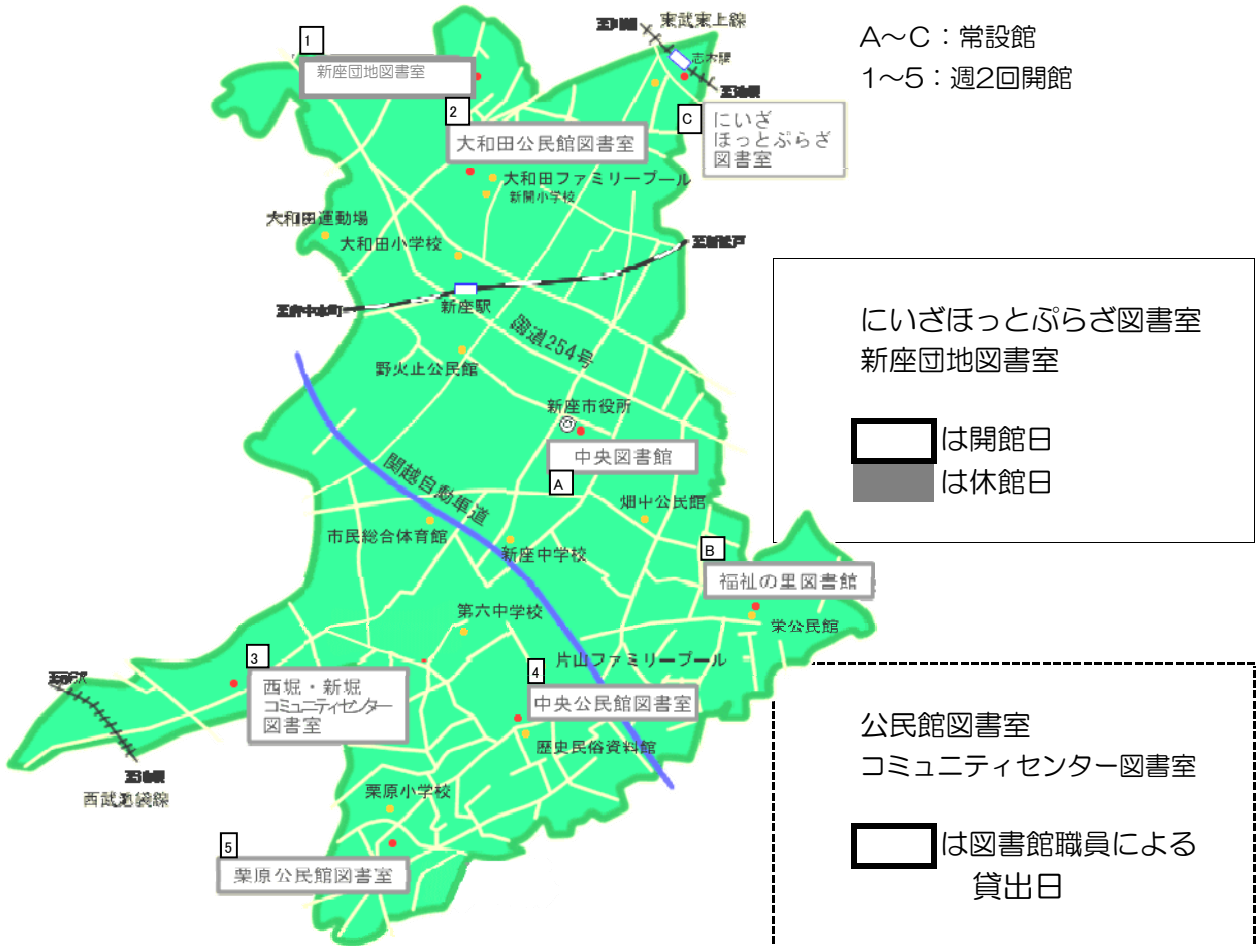 A～C：常設館
1～5：週2回開館
東武東上線
志木駅
1
新座団地図書室
2
大和田公民館図書室
C
にいざ
ほっとぷらざ
図書室
大和田ファミリープール
新開小学校
大和田運動場
大和田小学校
新座駅
国道254号
野火止公民館
新座市役所
中央図書館
A
関越自動車道
畑中公民館
市民総合体育館
新座中学校
B
福祉の里図書館
栄公民館
第六中学校
片山ファミリープール
3
西堀・新堀
コミュニティセンター
図書室
4
中央公民館図書室
歴史民俗資料館
西武池袋線
栗原小学校
5
栗原公民館図書室
にいざほっとぷらざ図書室
新座団地図書室
は開館日
は休館日
公民館図書室
コミュニティセンター図書室
は図書館職員による
貸出日